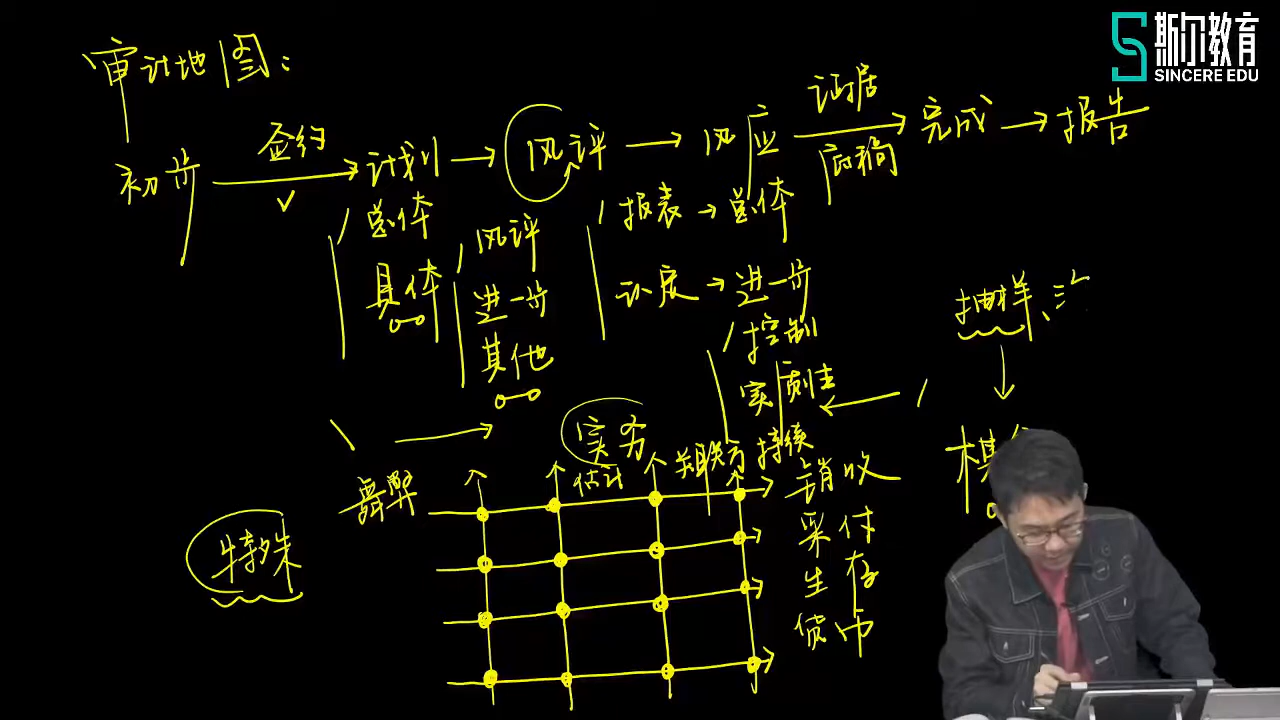 斯尔教育
SINCERE EDU
审计地图:
初步 签约 计划 → 风评 → 风应 证据 底稿 完成 → 报告
总体
具体
风评
进一步
其他
报表 → 总体
认定 → 进一步
控制
实质性
抽样、
实务
特殊
舞弊
估计
关联方
持续
销收
采付
生存
货币